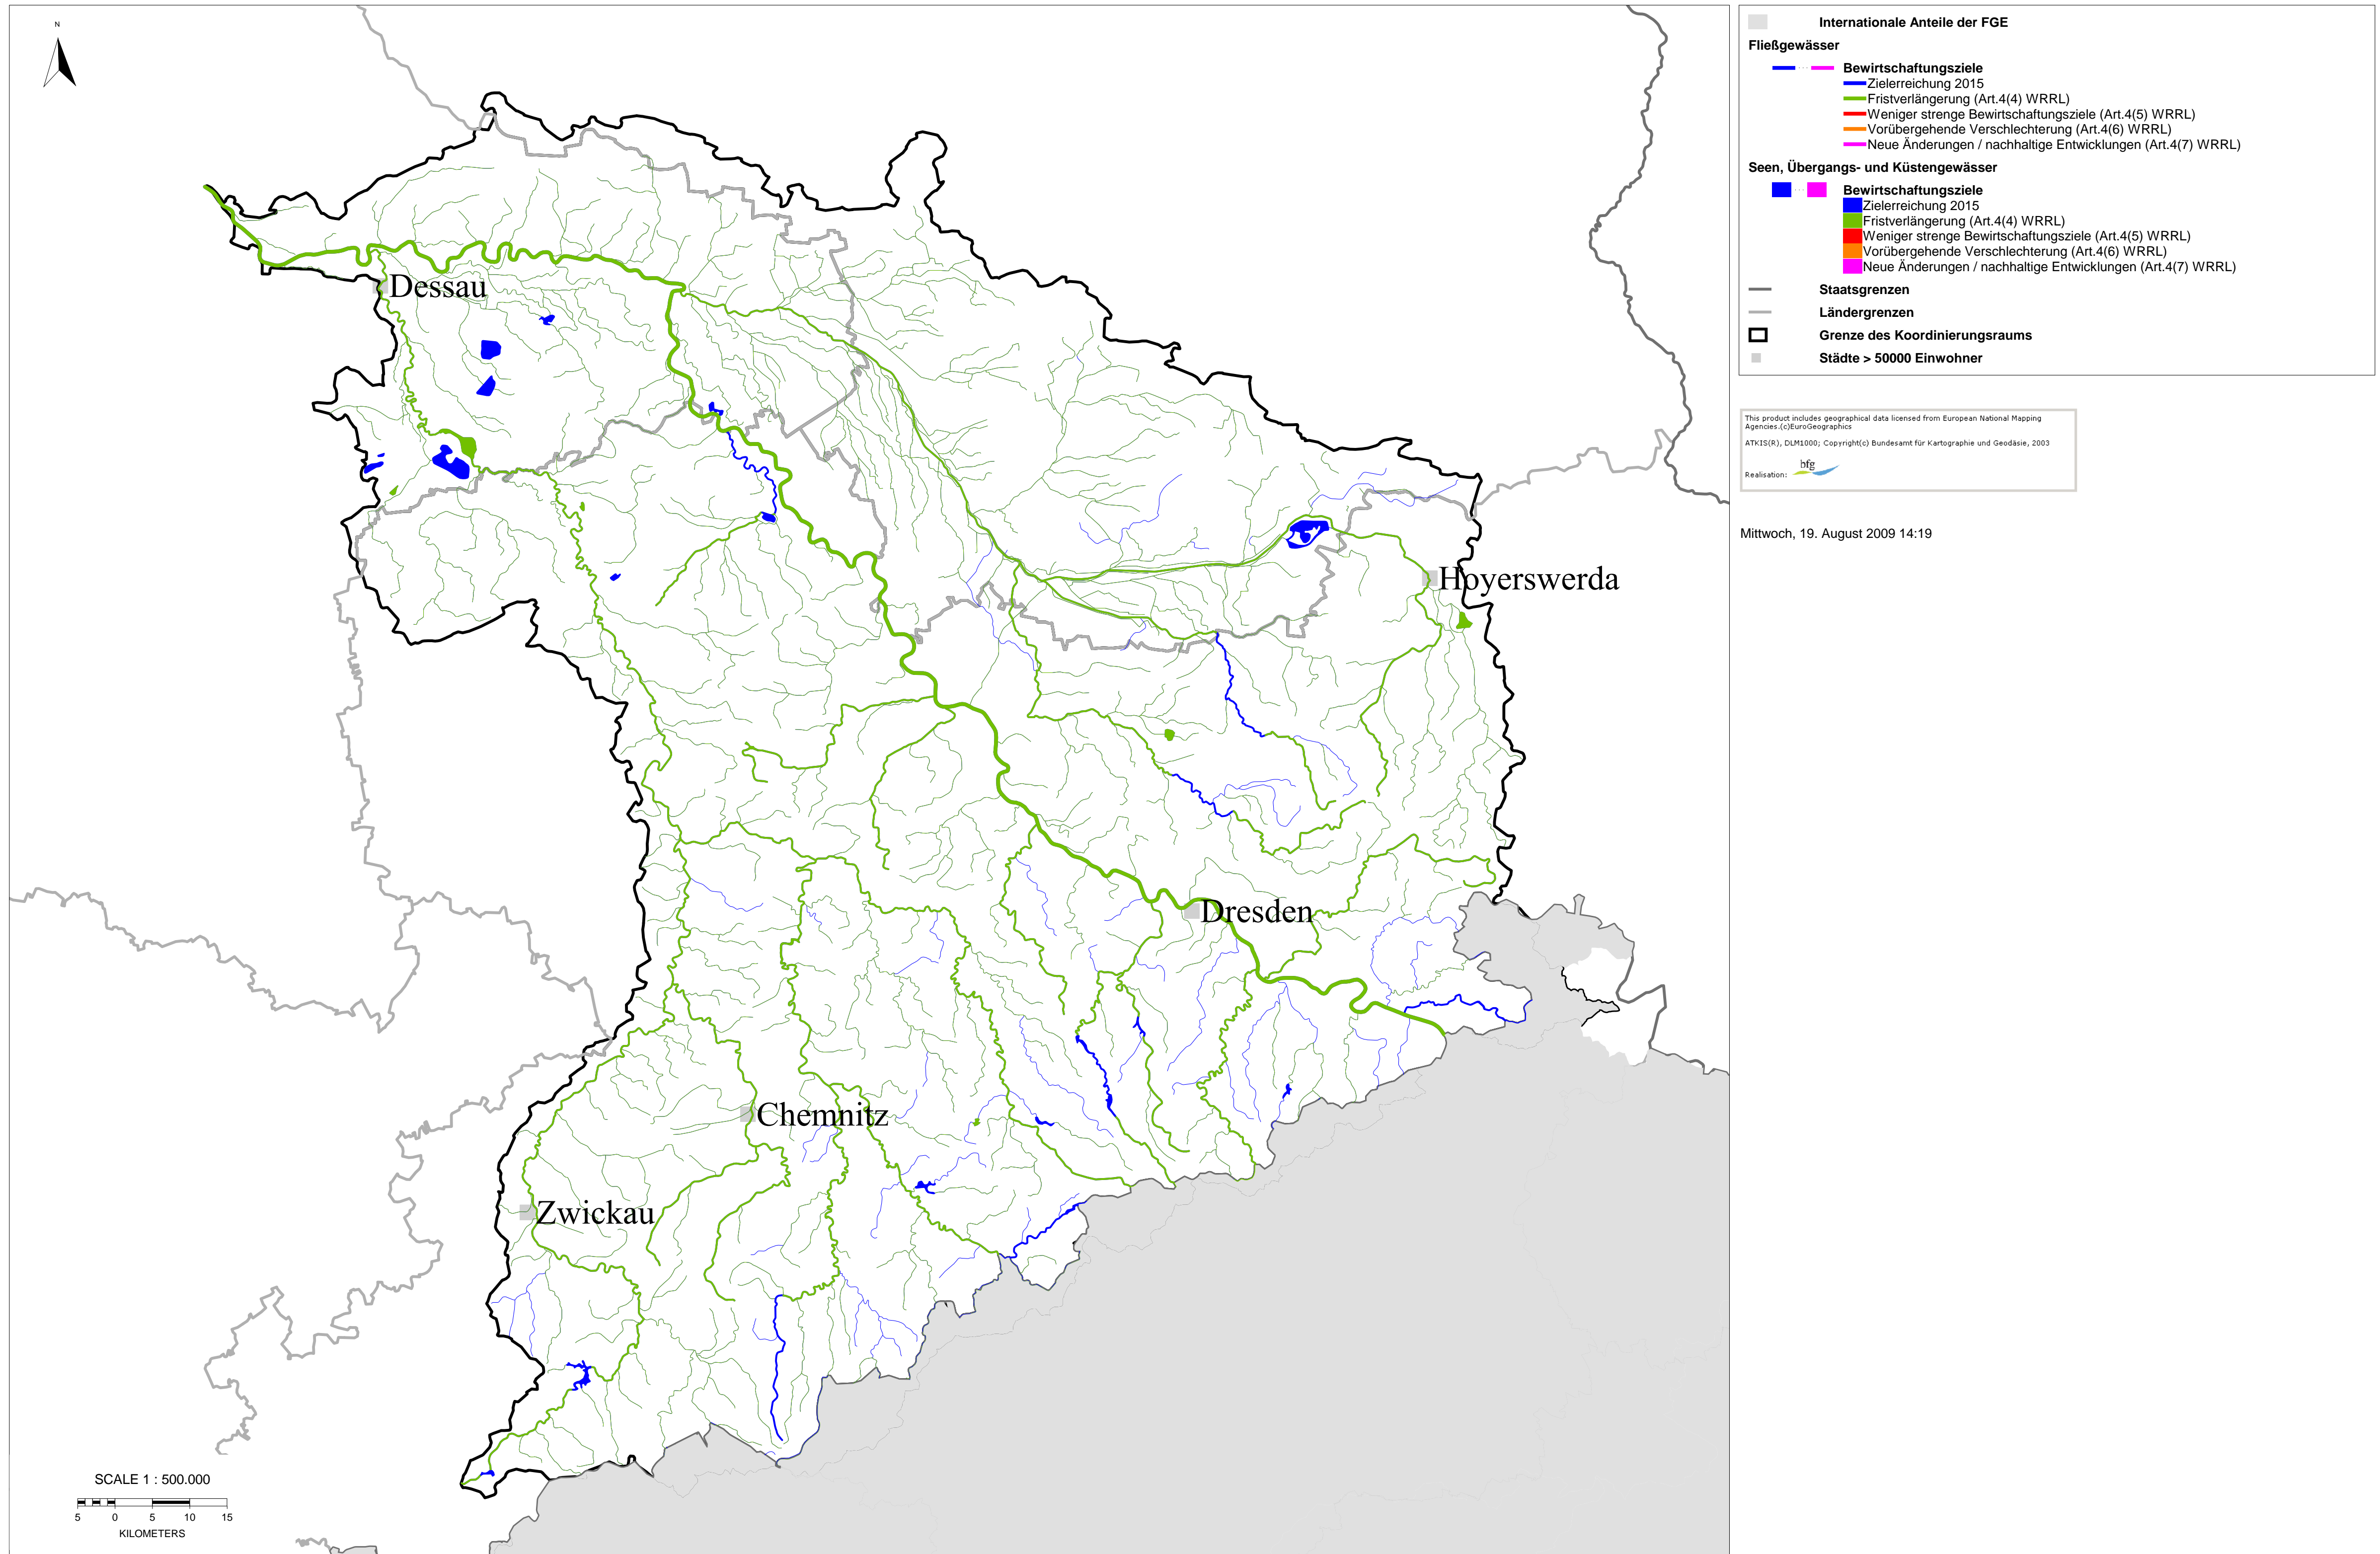 N
Dessau
Hoyerswerda
Dresden
Chemnitz
Zwickau
SCALE 1 : 500.000
5 0 5 10 15
KILOMETERS
Internationale Anteile der FGE
Fließgewässer
Bewirtschaftungsziele
Zielerreichung 2015
Fristverlängerung (Art.4(4) WRRL)
Weniger strenge Bewirtschaftungsziele (Art.4(5) WRRL)
Vorübergehende Verschlechterung (Art.4(6) WRRL)
Neue Änderungen / nachhaltige Entwicklungen (Art.4(7) WRRL)
Seen, Übergangs- und Küstengewässer
Bewirtschaftungsziele
Zielerreichung 2015
Fristverlängerung (Art.4(4) WRRL)
Weniger strenge Bewirtschaftungsziele (Art.4(5) WRRL)
Vorübergehende Verschlechterung (Art.4(6) WRRL)
Neue Änderungen / nachhaltige Entwicklungen (Art.4(7) WRRL)
Staatsgrenzen
Ländergrenzen
Grenze des Koordinierungsraums
Städte > 50000 Einwohner
This product includes geographical data licensed from European National Mapping
Agencies.(c)EuroGeographics
ATKIS(R), DLM1000; Copyright(c) Bundesamt für Kartographie und Geodäsie, 2003
Realisation: bfg
Mittwoch, 19. August 2009 14:19